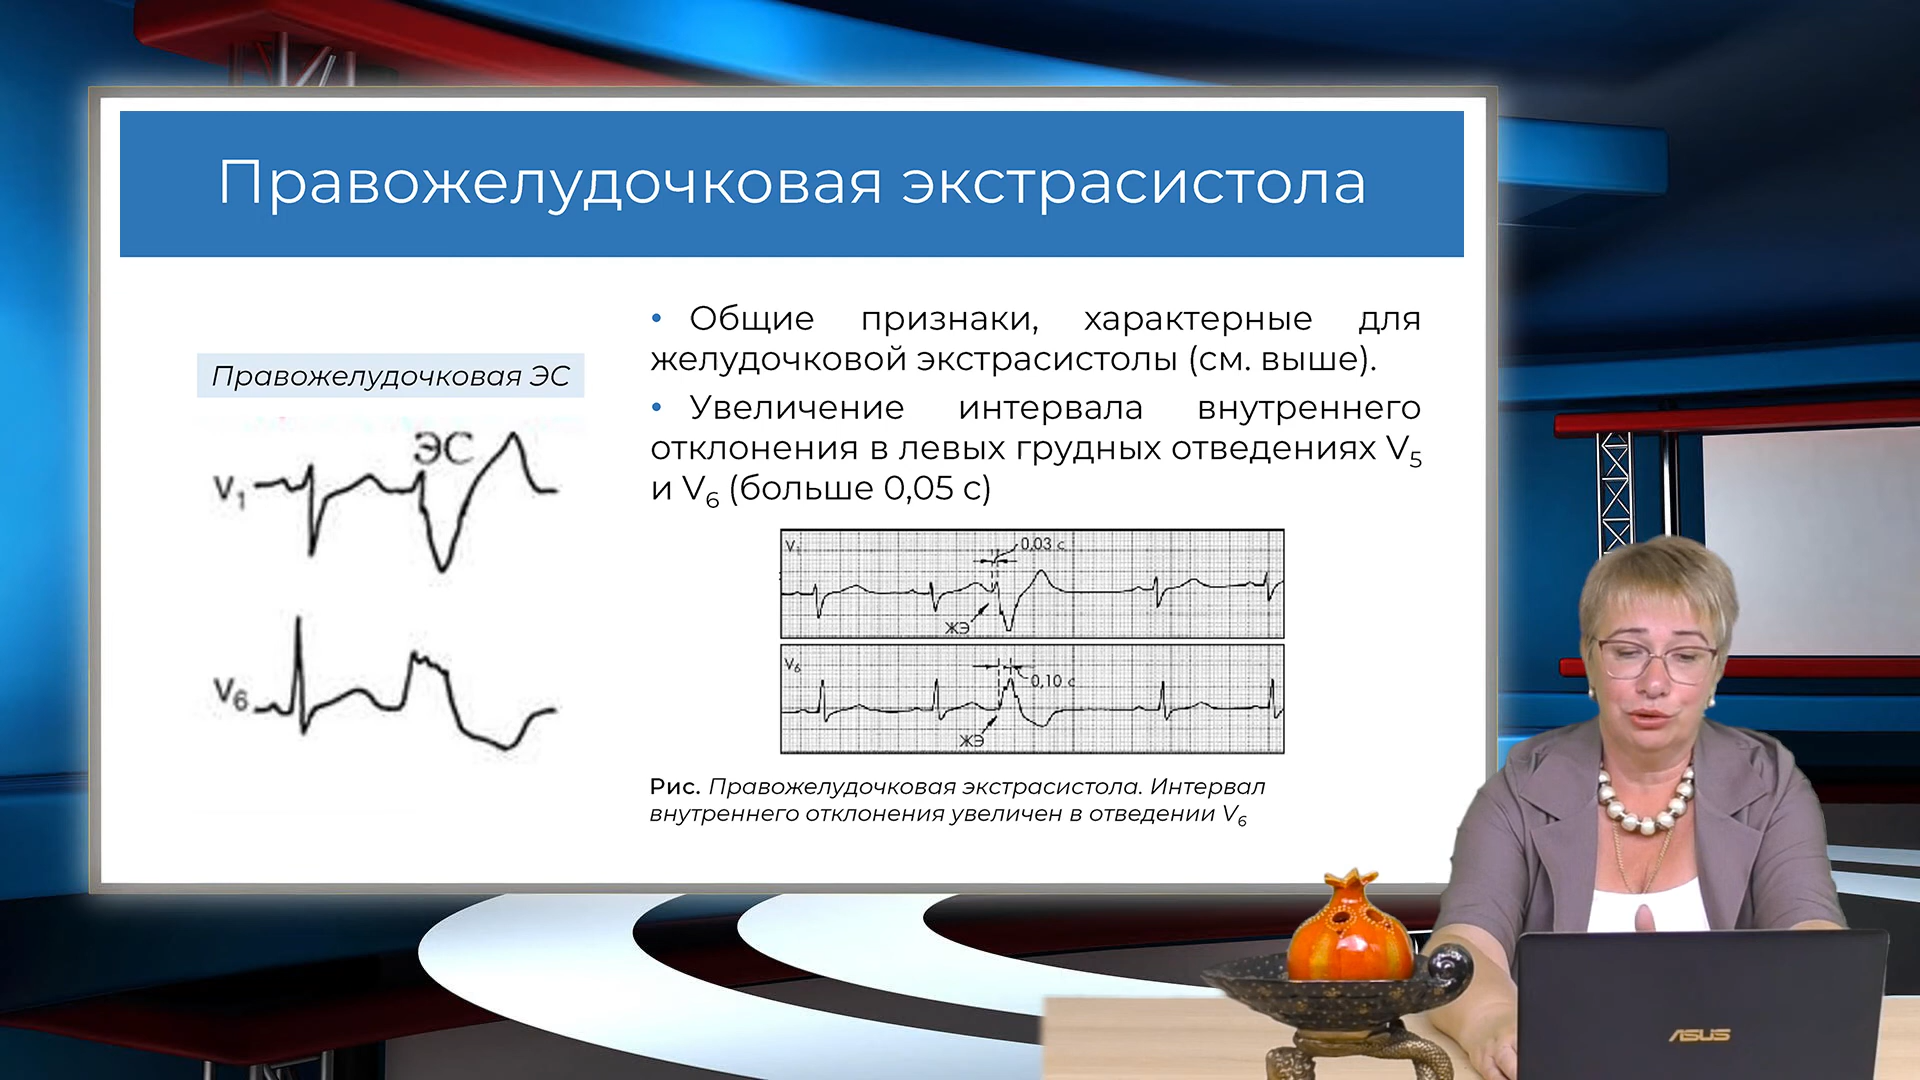 Правожелудочковая экстрасистола
Правожелудочковая ЭС
ЭС
V1
V6
• Общие признаки, характерные для
желудочковой экстрасистолы (см. выше).
• Увеличение интервала внутреннего
отклонения в левых грудных отведениях V5
и V6 (больше 0,05 с)
V1
0,03 с
ЖЭ
V6
0,10 с
ЖЭ
Рис. Правожелудочковая экстрасистола. Интервал
внутреннего отклонения увеличен в отведении V6
ASUS